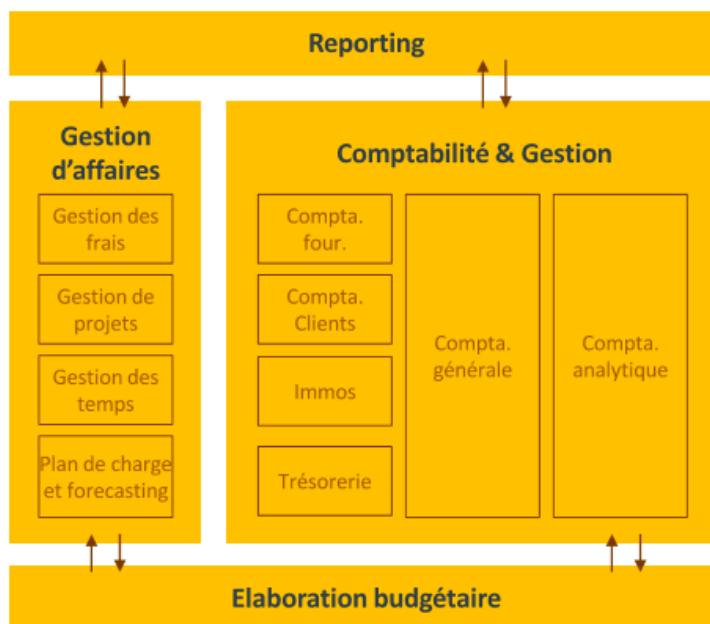 Reporting
Gestion
d'affaires
Gestion des
frais
Gestion de
projets
Gestion des
temps
Plan de charge
et forecasting
Comptabilité & Gestion
Compta.
four.
Compta.
Clients
Immos
Trésorerie
Compta.
générale
Compta.
analytique
Elaboration budgétaire